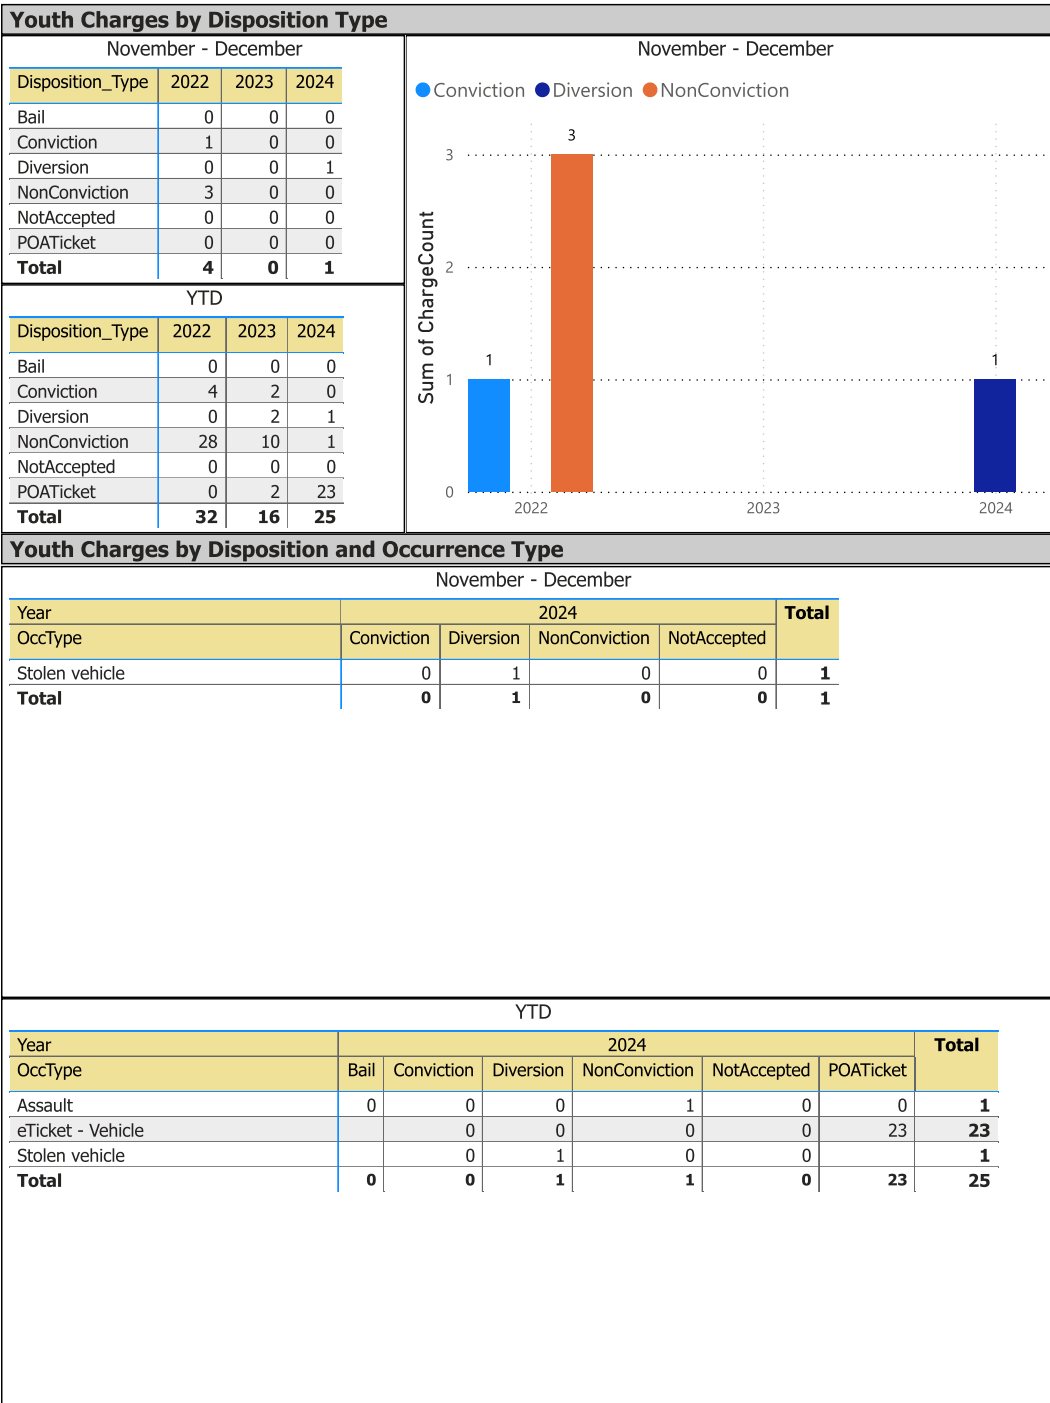 Youth Charges by Disposition Type
November - December
Disposition_Type 2022 2023 2024
Bail 0 0 0
Conviction 1 0 0
Diversion 0 0 1
NonConviction 3 0 0
NotAccepted 0 0 0
POATicket 0 0 0
Total 4 0 1
YTD
Disposition_Type 2022 2023 2024
Bail 0 0 0
Conviction 4 2 0
Diversion 0 2 1
NonConviction 28 10 1
NotAccepted 0 0 0
POATicket 0 2 23
Total 32 16 25
November - December
Conviction Diversion NonConviction
Sum of ChargeCount
3
2
1
0
1
3
1
2022 2023 2024
Youth Charges by Disposition and Occurrence Type
November - December
Year 2024 Total
OccType Conviction Diversion NonConviction NotAccepted
Stolen vehicle 0 1 0 0 1
Total 0 1 0 0 1
YTD
Year 2024 Total
OccType Bail Conviction Diversion NonConviction NotAccepted POATicket
Assault 0 0 0 1 0 0 1
eTicket - Vehicle 0 0 0 0 23 23
Stolen vehicle 0 1 0 0 1
Total 0 0 1 1 0 23 25